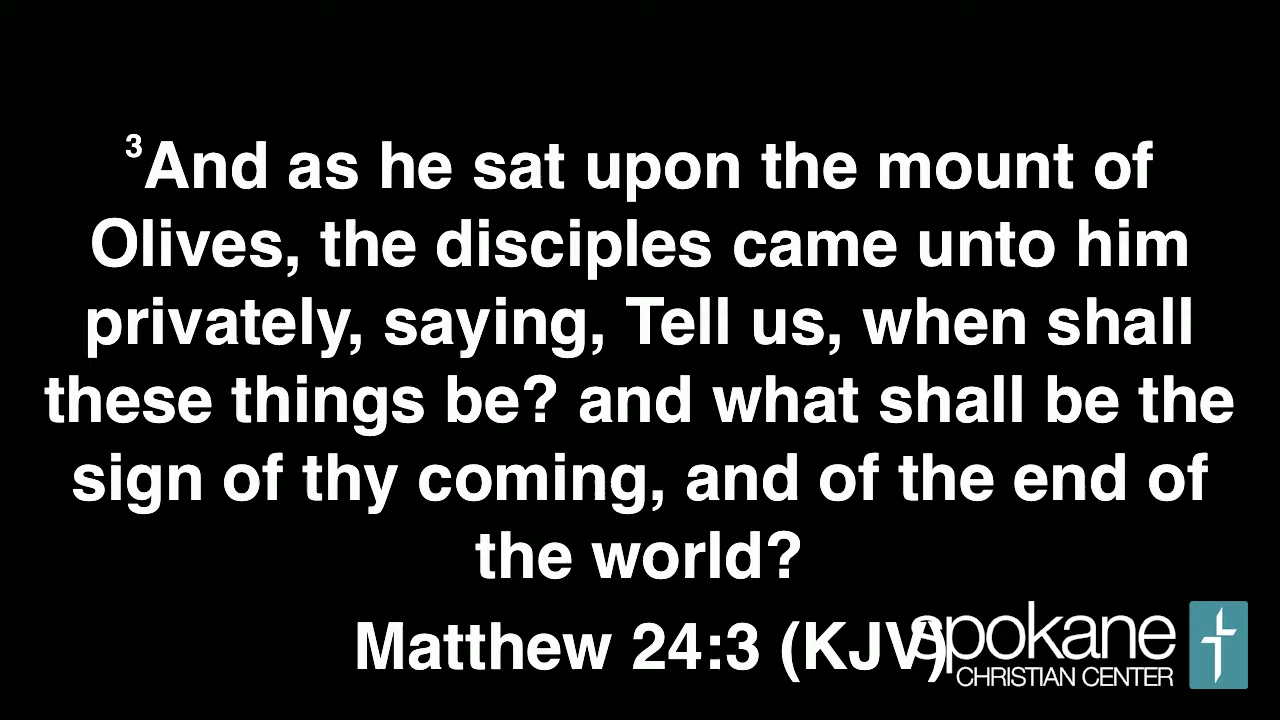 ³And as he sat upon the mount of
Olives, the disciples came unto him
privately, saying, Tell us, when shall
these things be? and what shall be the
sign of thy coming, and of the end of
the world?
Matthew 24:3 (KJV)
spokane
CHRISTIAN CENTER